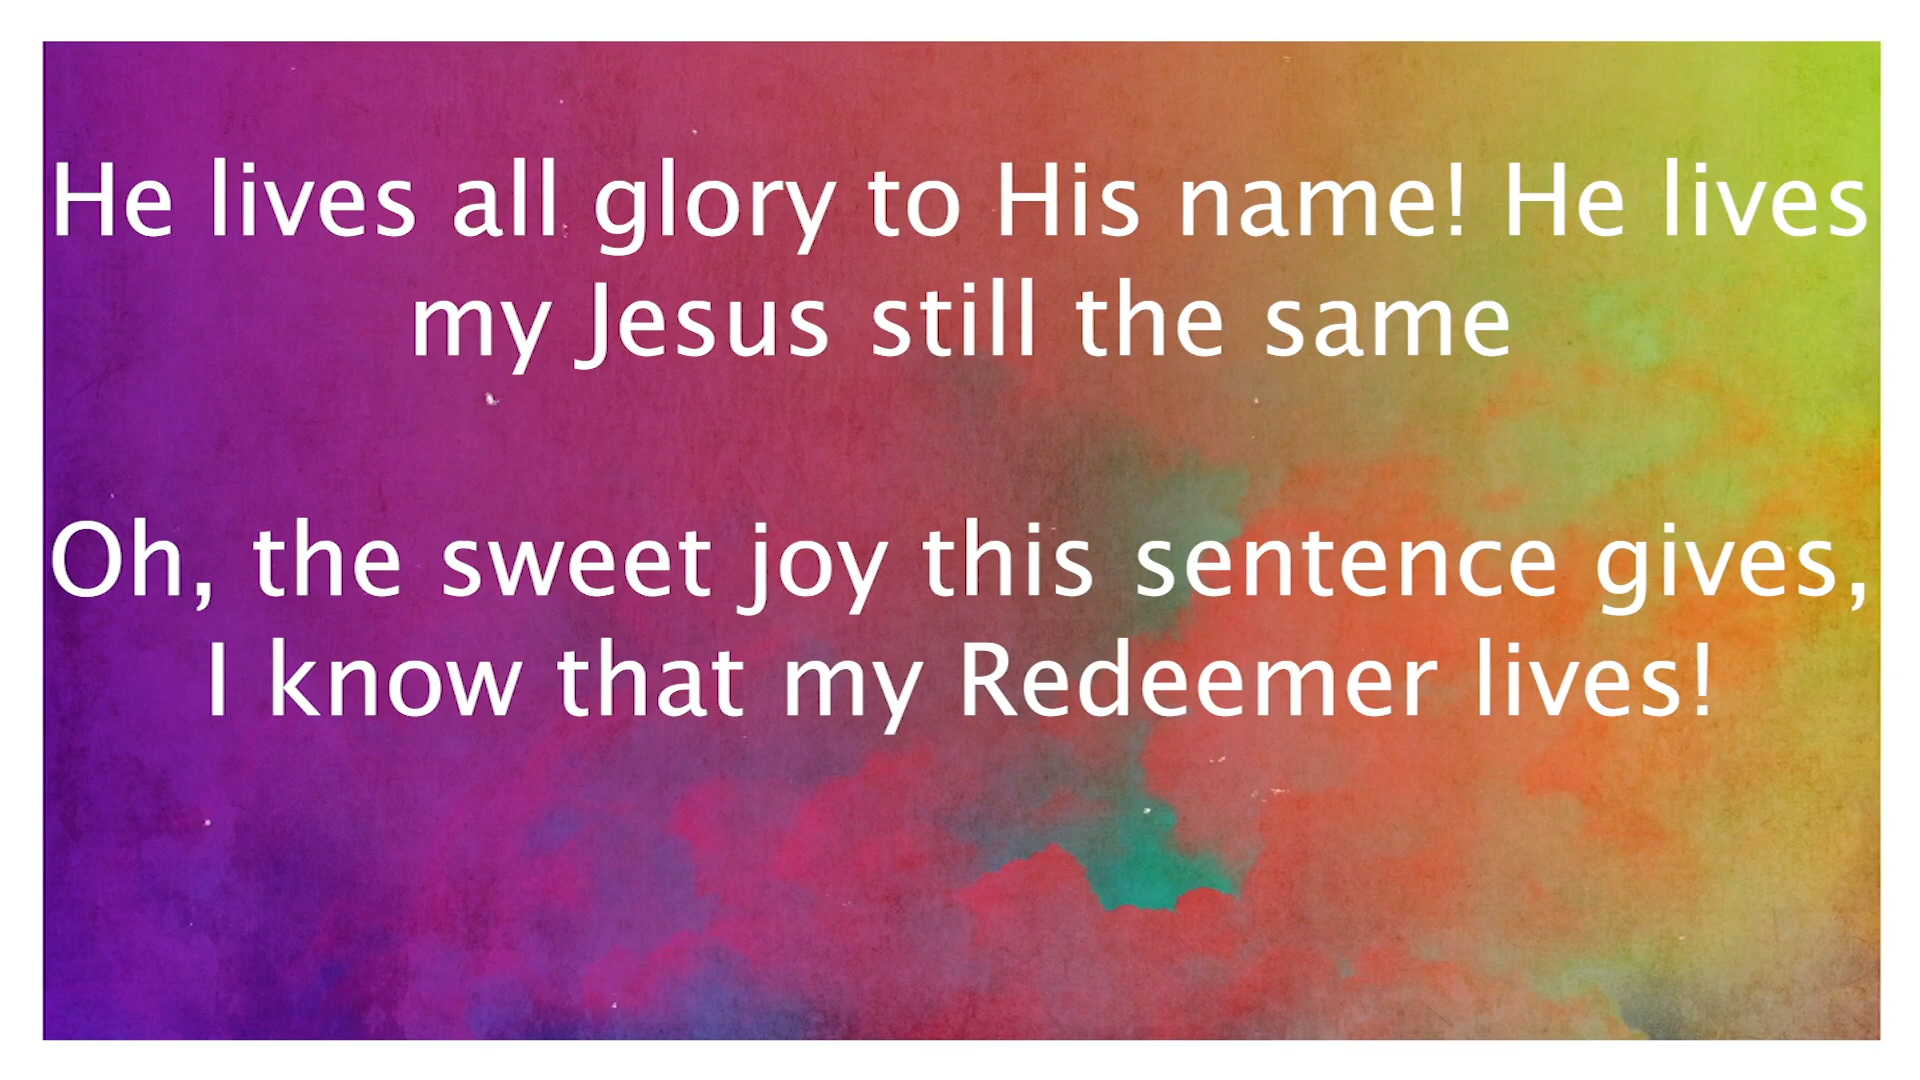 He lives all glory to His name! He lives
my Jesus still the same
Oh, the sweet joy this sentence gives,
I know that my Redeemer lives!